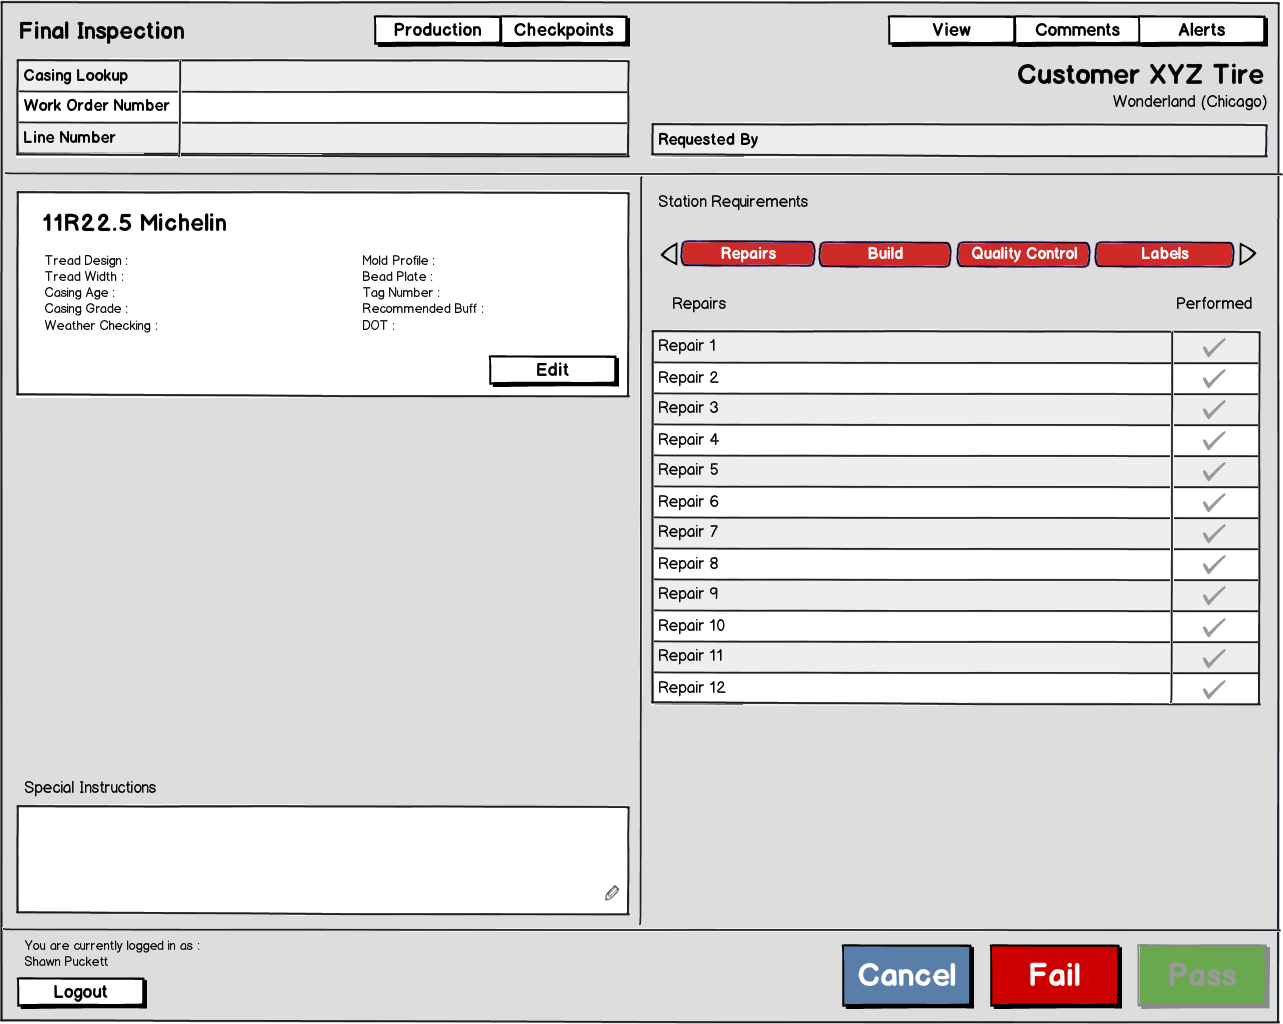 Final Inspection
Production
Checkpoints
View
Comments
Alerts
Casing Lookup
Work Order Number
Line Number
Customer XYZ Tire
Wonderland (Chicago)
Requested By
11R22.5 Michelin
Tread Design :
Tread Width :
Casing Age :
Casing Grade :
Weather Checking :
Mold Profile :
Bead Plate :
Tag Number :
Recommended Buff :
DOT :
Edit
Special Instructions
Station Requirements
Repairs
Build
Quality Control
Labels
Repairs
Performed
Repair 1
Repair 2
Repair 3
Repair 4
Repair 5
Repair 6
Repair 7
Repair 8
Repair 9
Repair 10
Repair 11
Repair 12
You are currently logged in as :
Shawn Puckett
Logout
Cancel
Fail
Pass